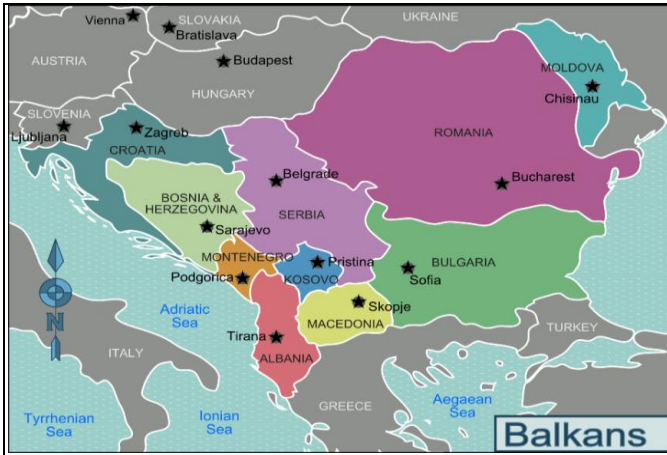 UKRAINE
Vienna
SLOVAKIA
Bratislava
AUSTRIA
Budapest
MOLDOVA
HUNGARY
Chisinau
SLOVENIA
Ljubljana
Zagreb
ROMANIA
CROATIA
Belgrade
Bucharest
BOSNIA &
HERZEGOVINA
SERBIA
Sarajevo
MONTENEGRO
Pristina
BULGARIA
Podgorica
KOSOVO
Sofia
Adriatic
Sea
Skopje
MACEDONIA
TURKEY
N
Tirana
ITALY
ALBANIA
Aegaean
Sea
GREECE
Tyrrhenian
Sea
Ionian
Sea
Balkans